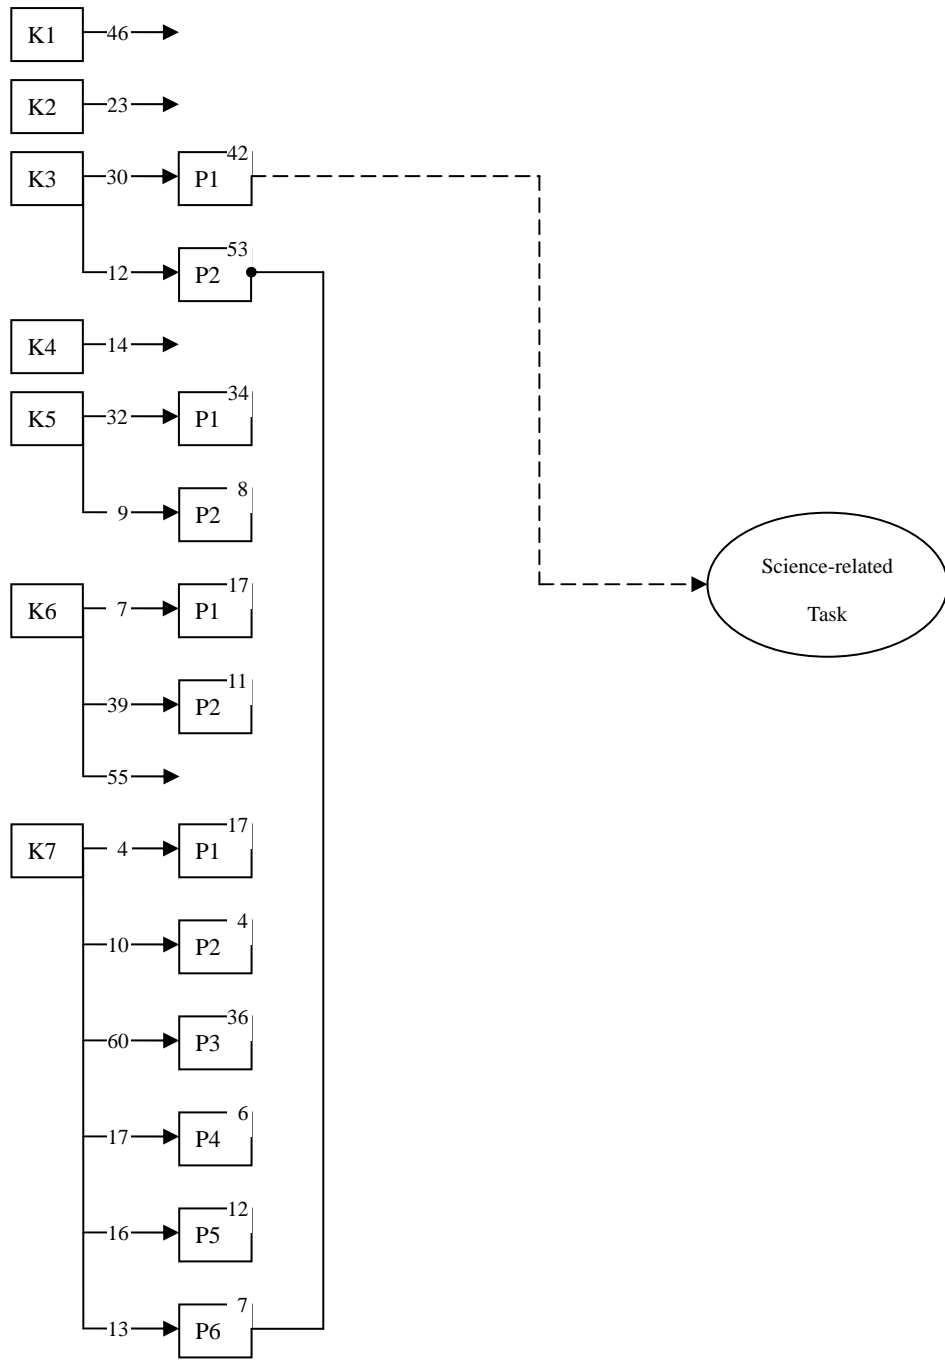 K1 46
K2 23
K3 30 P1 42
12 P2 53
K4 14
K5 32 P1 34
9 P2 8
Science-related
Task
K6 7 P1 17
39 P2 11
55
K7 4 P1 17
10 P2 4
60 P3 36
17 P4 6
16 P5 12
13 P6 7